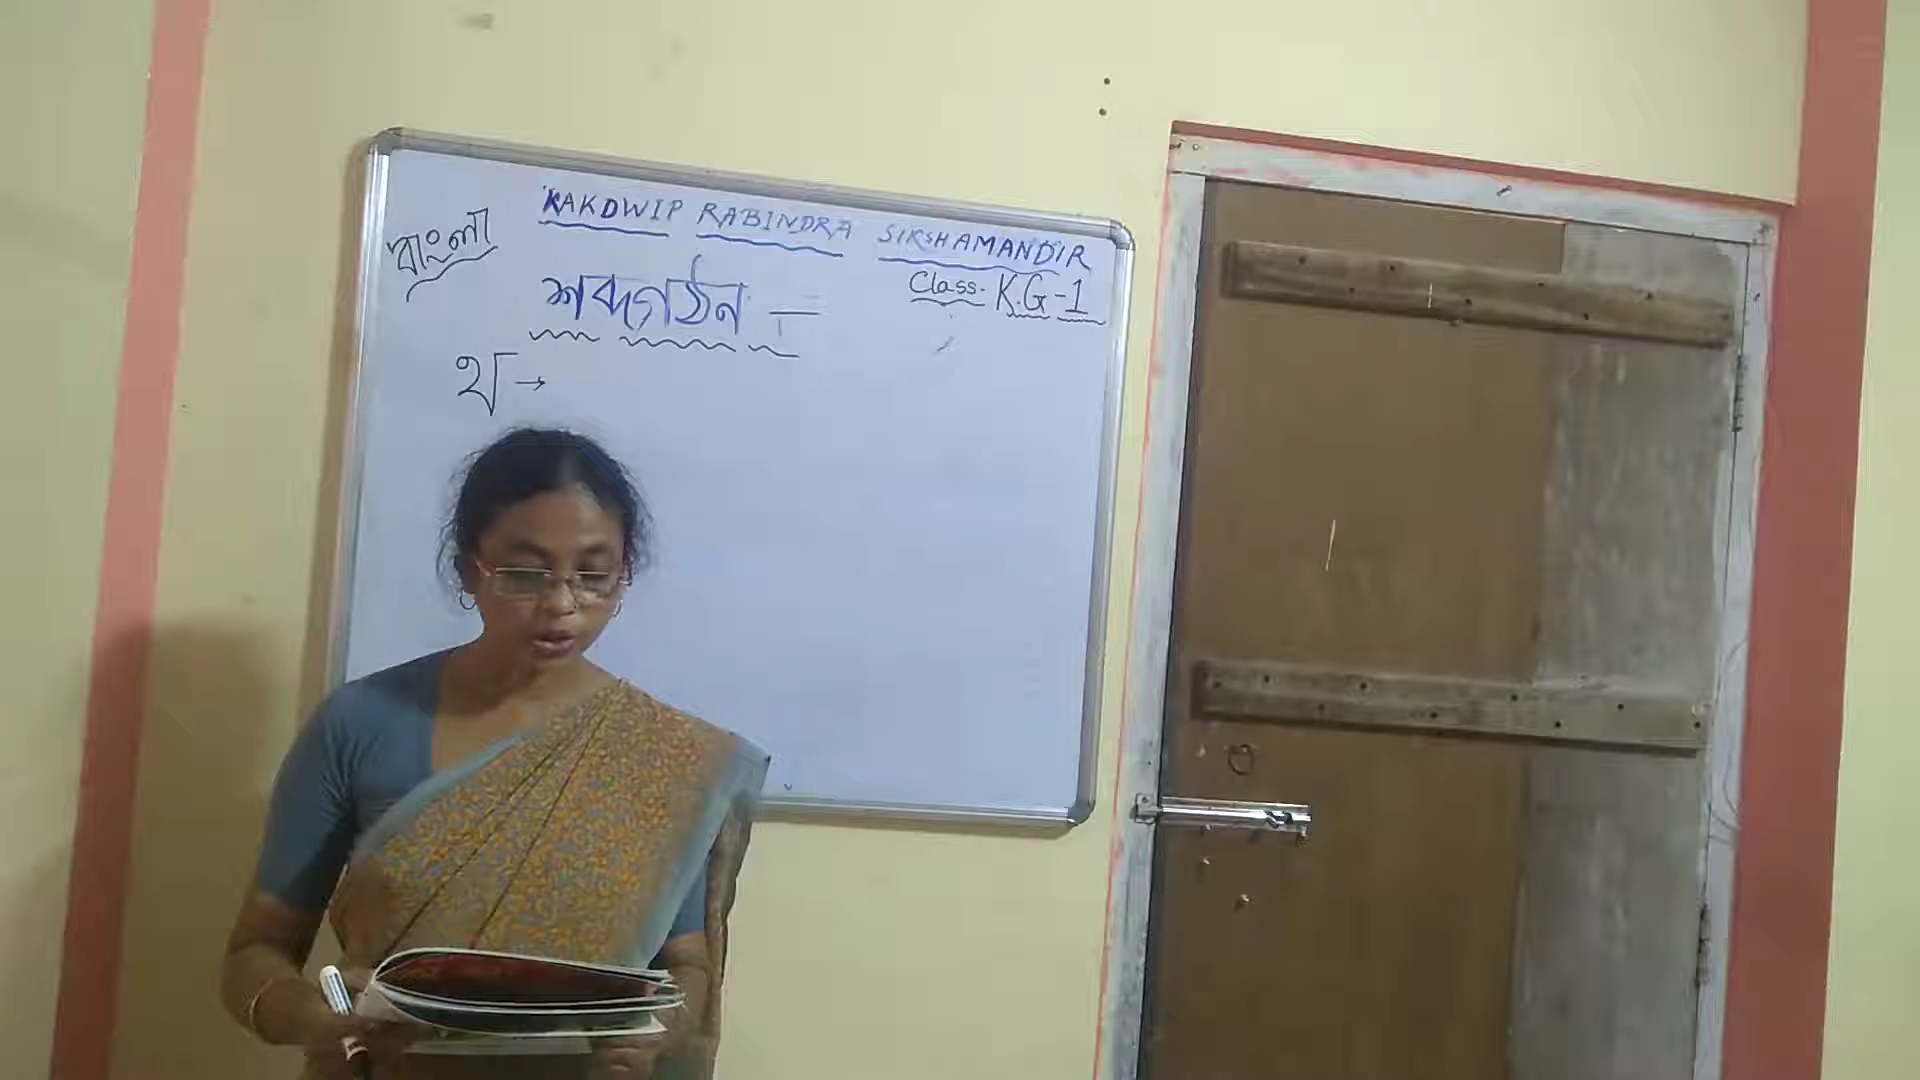 KAKDWIP RABINDRA SIKSHAMANDIR
বাংলা
Class- K.G-1
শব্দগঠন -
থ →